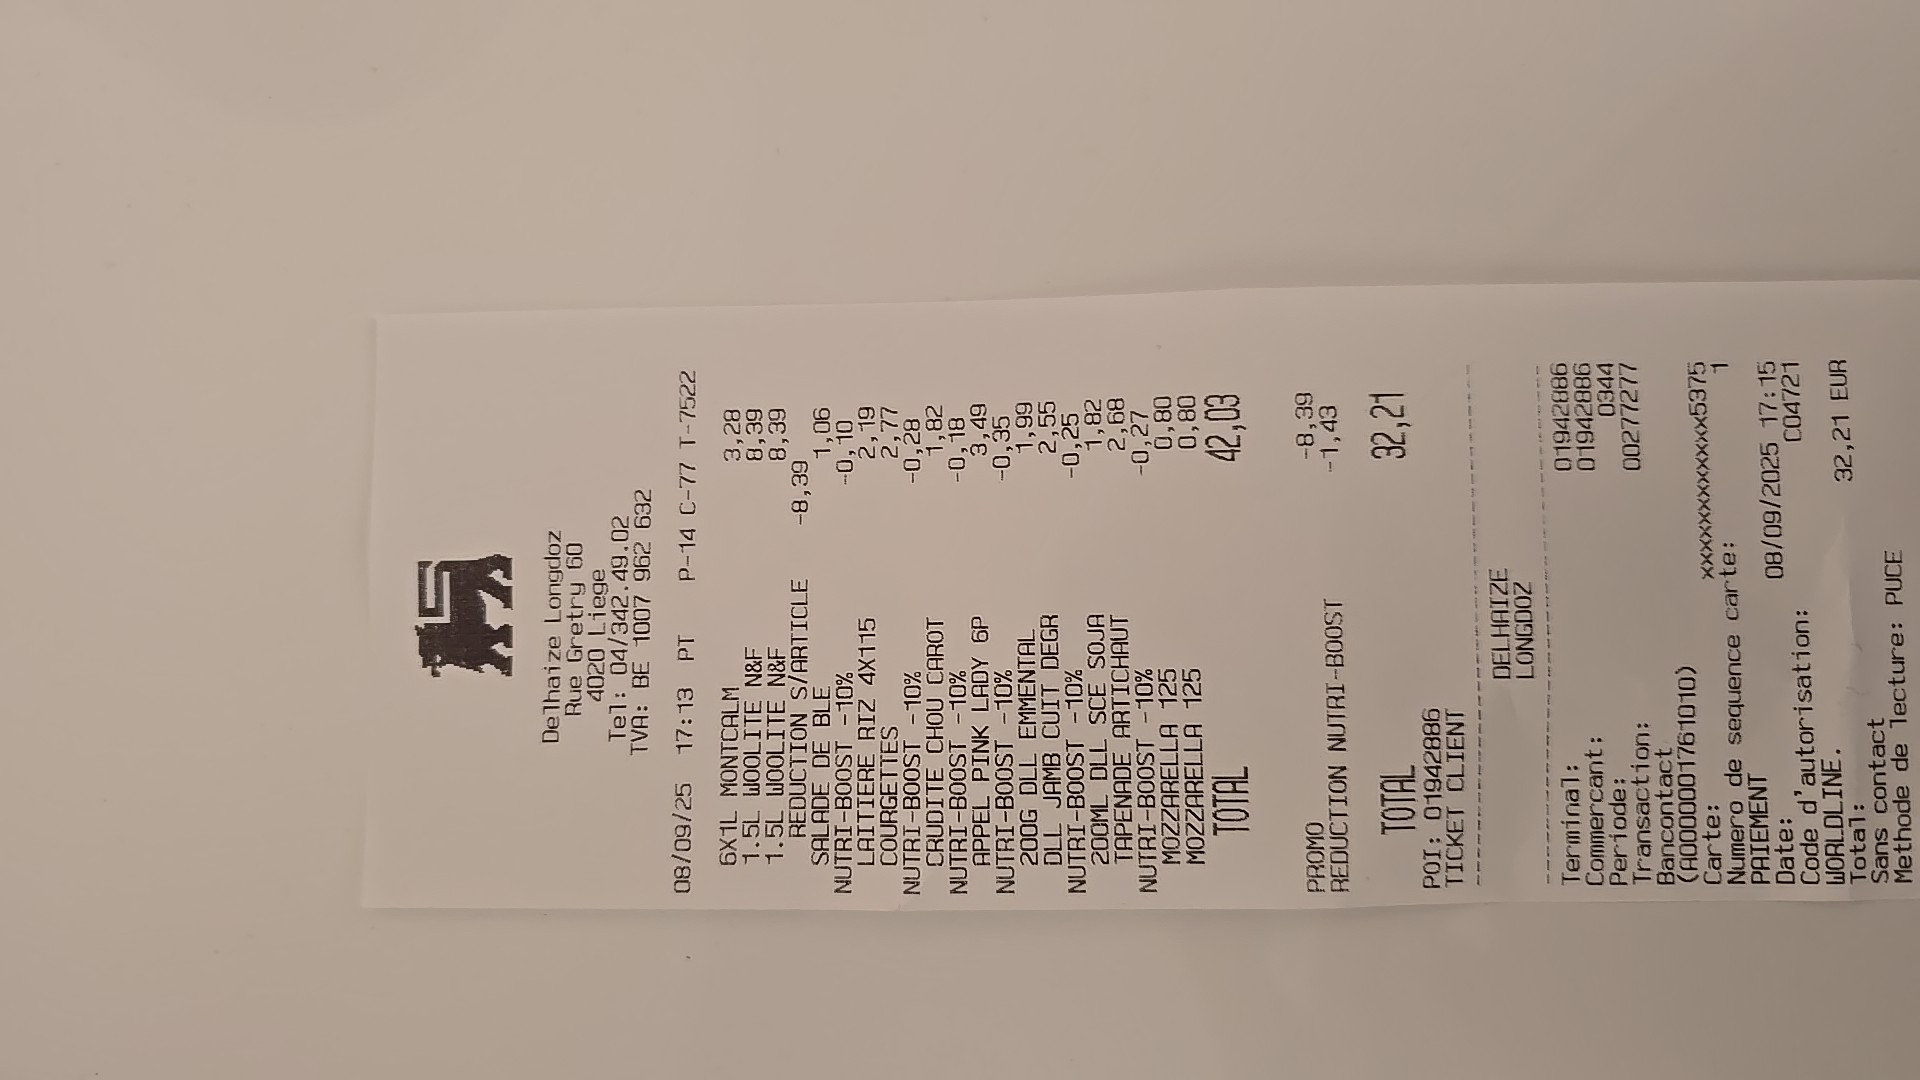 Delhaize Longdoz
Rue Gretry 60
4020 Liege
Tel: 04/342.49.02
TVA: BE 1007 962 632
08/09/25 17:13 PT P-14 C-77 T-7522
6X1L MONTCALM 3,28
1.5L WOOLITE N&F 8,39
1.5L WOOLITE N&F 8,39
REDUCTION S/ARTICLE -8,39
SALADE DE BLE 1,06
NUTRI-BOOST -10% -0,10
LAITIERE RIZ 4X115 2,19
COURGETTES 2,77
NUTRI-BOOST -10% -0,28
CRUDITE CHOU CAROT 1,82
NUTRI-BOOST -10% -0,18
APPEL PINK LADY 6P 3,49
NUTRI-BOOST -10% -0,35
200G DLL EMMENTAL 1,99
DLL JAMB CUIT DEGR 2,55
NUTRI-BOOST -10% -0,25
200ML DLL SCE SOJA 1,82
TAPENADE ARTICHAUT 2,68
NUTRI-BOOST -10% -0,27
MOZZARELLA 125 0,80
MOZZARELLA 125 0,80
TOTAL 42,03
PROMO -8,39
REDUCTION NUTRI-BOOST -1,43
TOTAL 32,21
POI: 01942886
TICKET CLIENT
DELHAIZE
LONGDOZ
Terminal: 01942886
Commercant: 01942886
Periode: 0344
Transaction: 00277277
Bancontact
(A0000001761010)
Carte: xxxxxxxxxxxxx5375
Numero de sequence carte: 1
PAIEMENT
Date: 08/09/2025 17:15
Code d'autorisation: C04721
WORLDLINE.
Total: 32,21 EUR
Sans contact
Methode de lecture: PUCE